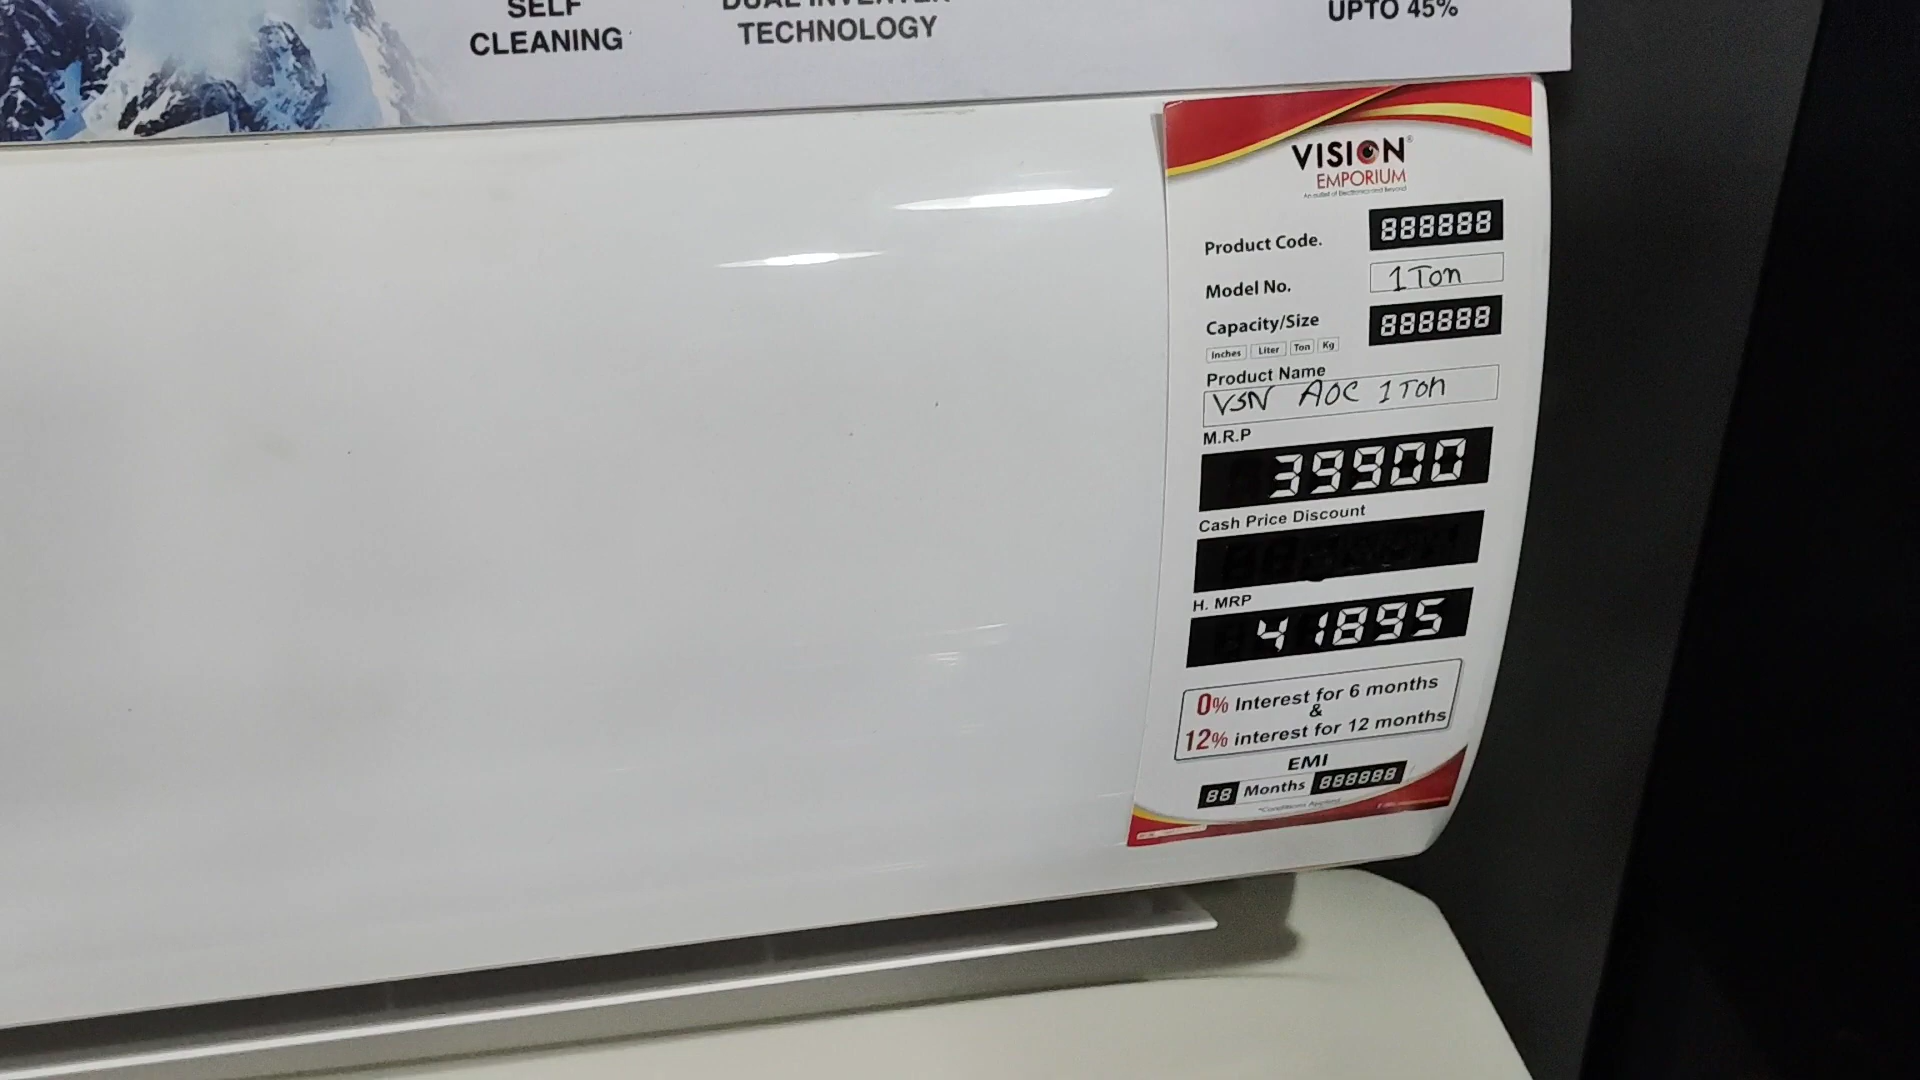 SELF
CLEANING
DUAL INVERTER
TECHNOLOGY
UPTO 45%
VISION®
EMPORIUM
An outlet of Electronics and Beyond
Product Code. 888888
Model No. 1 Ton
Capacity/Size 888888
Inches Liter Ton Kg
Product Name
VSN AOC 1 Ton
M.R.P
39900
Cash Price Discount
H. MRP
41895
0% Interest for 6 months
&
12% interest for 12 months
EMI
88 Months 888888
*Conditions Applied